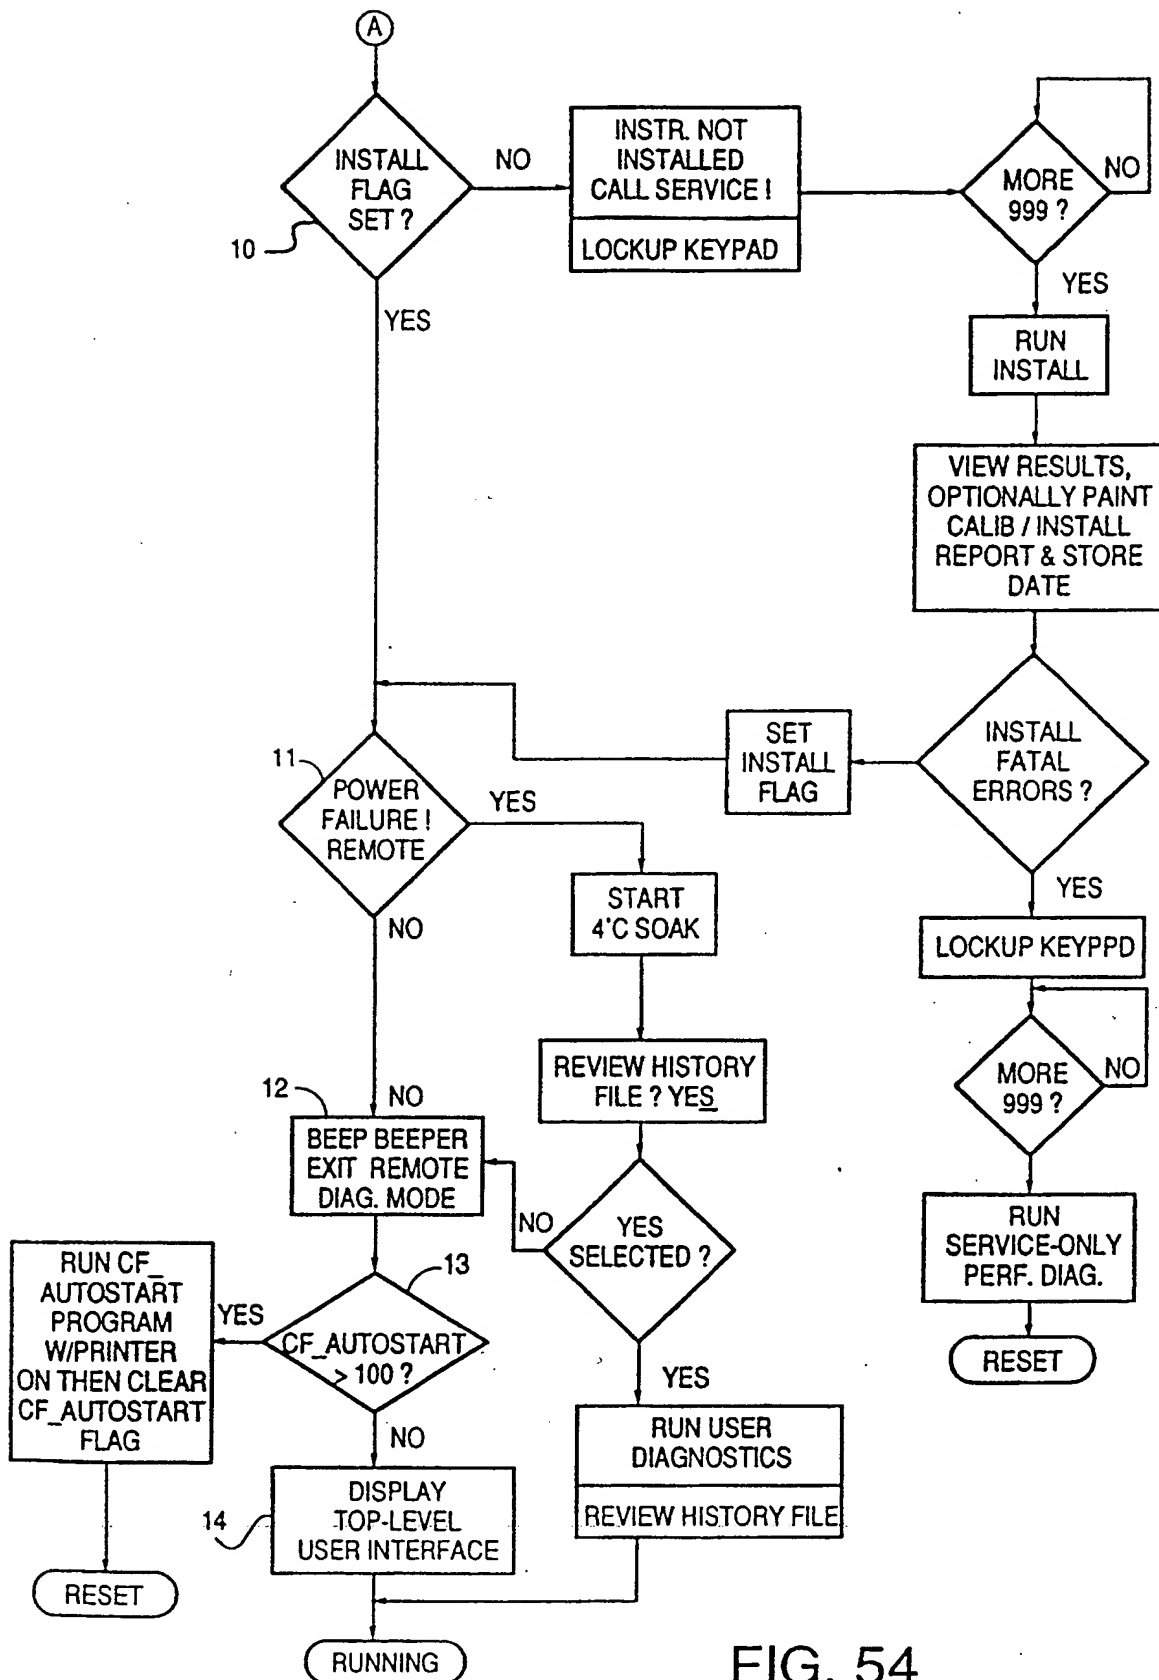 A
INSTALL
FLAG
SET ?
10
NO
YES
INSTR. NOT
INSTALLED
CALL SERVICE !
LOCKUP KEYPAD
MORE
999 ?
NO
YES
RUN
INSTALL
VIEW RESULTS,
OPTIONALLY PAINT
CALIB / INSTALL
REPORT & STORE
DATE
INSTALL
FATAL
ERRORS ?
SET
INSTALL
FLAG
YES
LOCKUP KEYPPD
MORE
999 ?
NO
RUN
SERVICE-ONLY
PERF. DIAG.
RESET
11
POWER
FAILURE !
REMOTE
YES
NO
START
4'C SOAK
REVIEW HISTORY
FILE ? YES
YES
SELECTED ?
NO
YES
RUN USER
DIAGNOSTICS
REVIEW HISTORY FILE
12
NO
BEEP BEEPER
EXIT REMOTE
DIAG. MODE
13
CF_AUTOSTART
> 100 ?
YES
NO
RUN CF_
AUTOSTART
PROGRAM
W/PRINTER
ON THEN CLEAR
CF_AUTOSTART
FLAG
RESET
14
DISPLAY
TOP-LEVEL
USER INTERFACE
RUNNING
FIG. 54